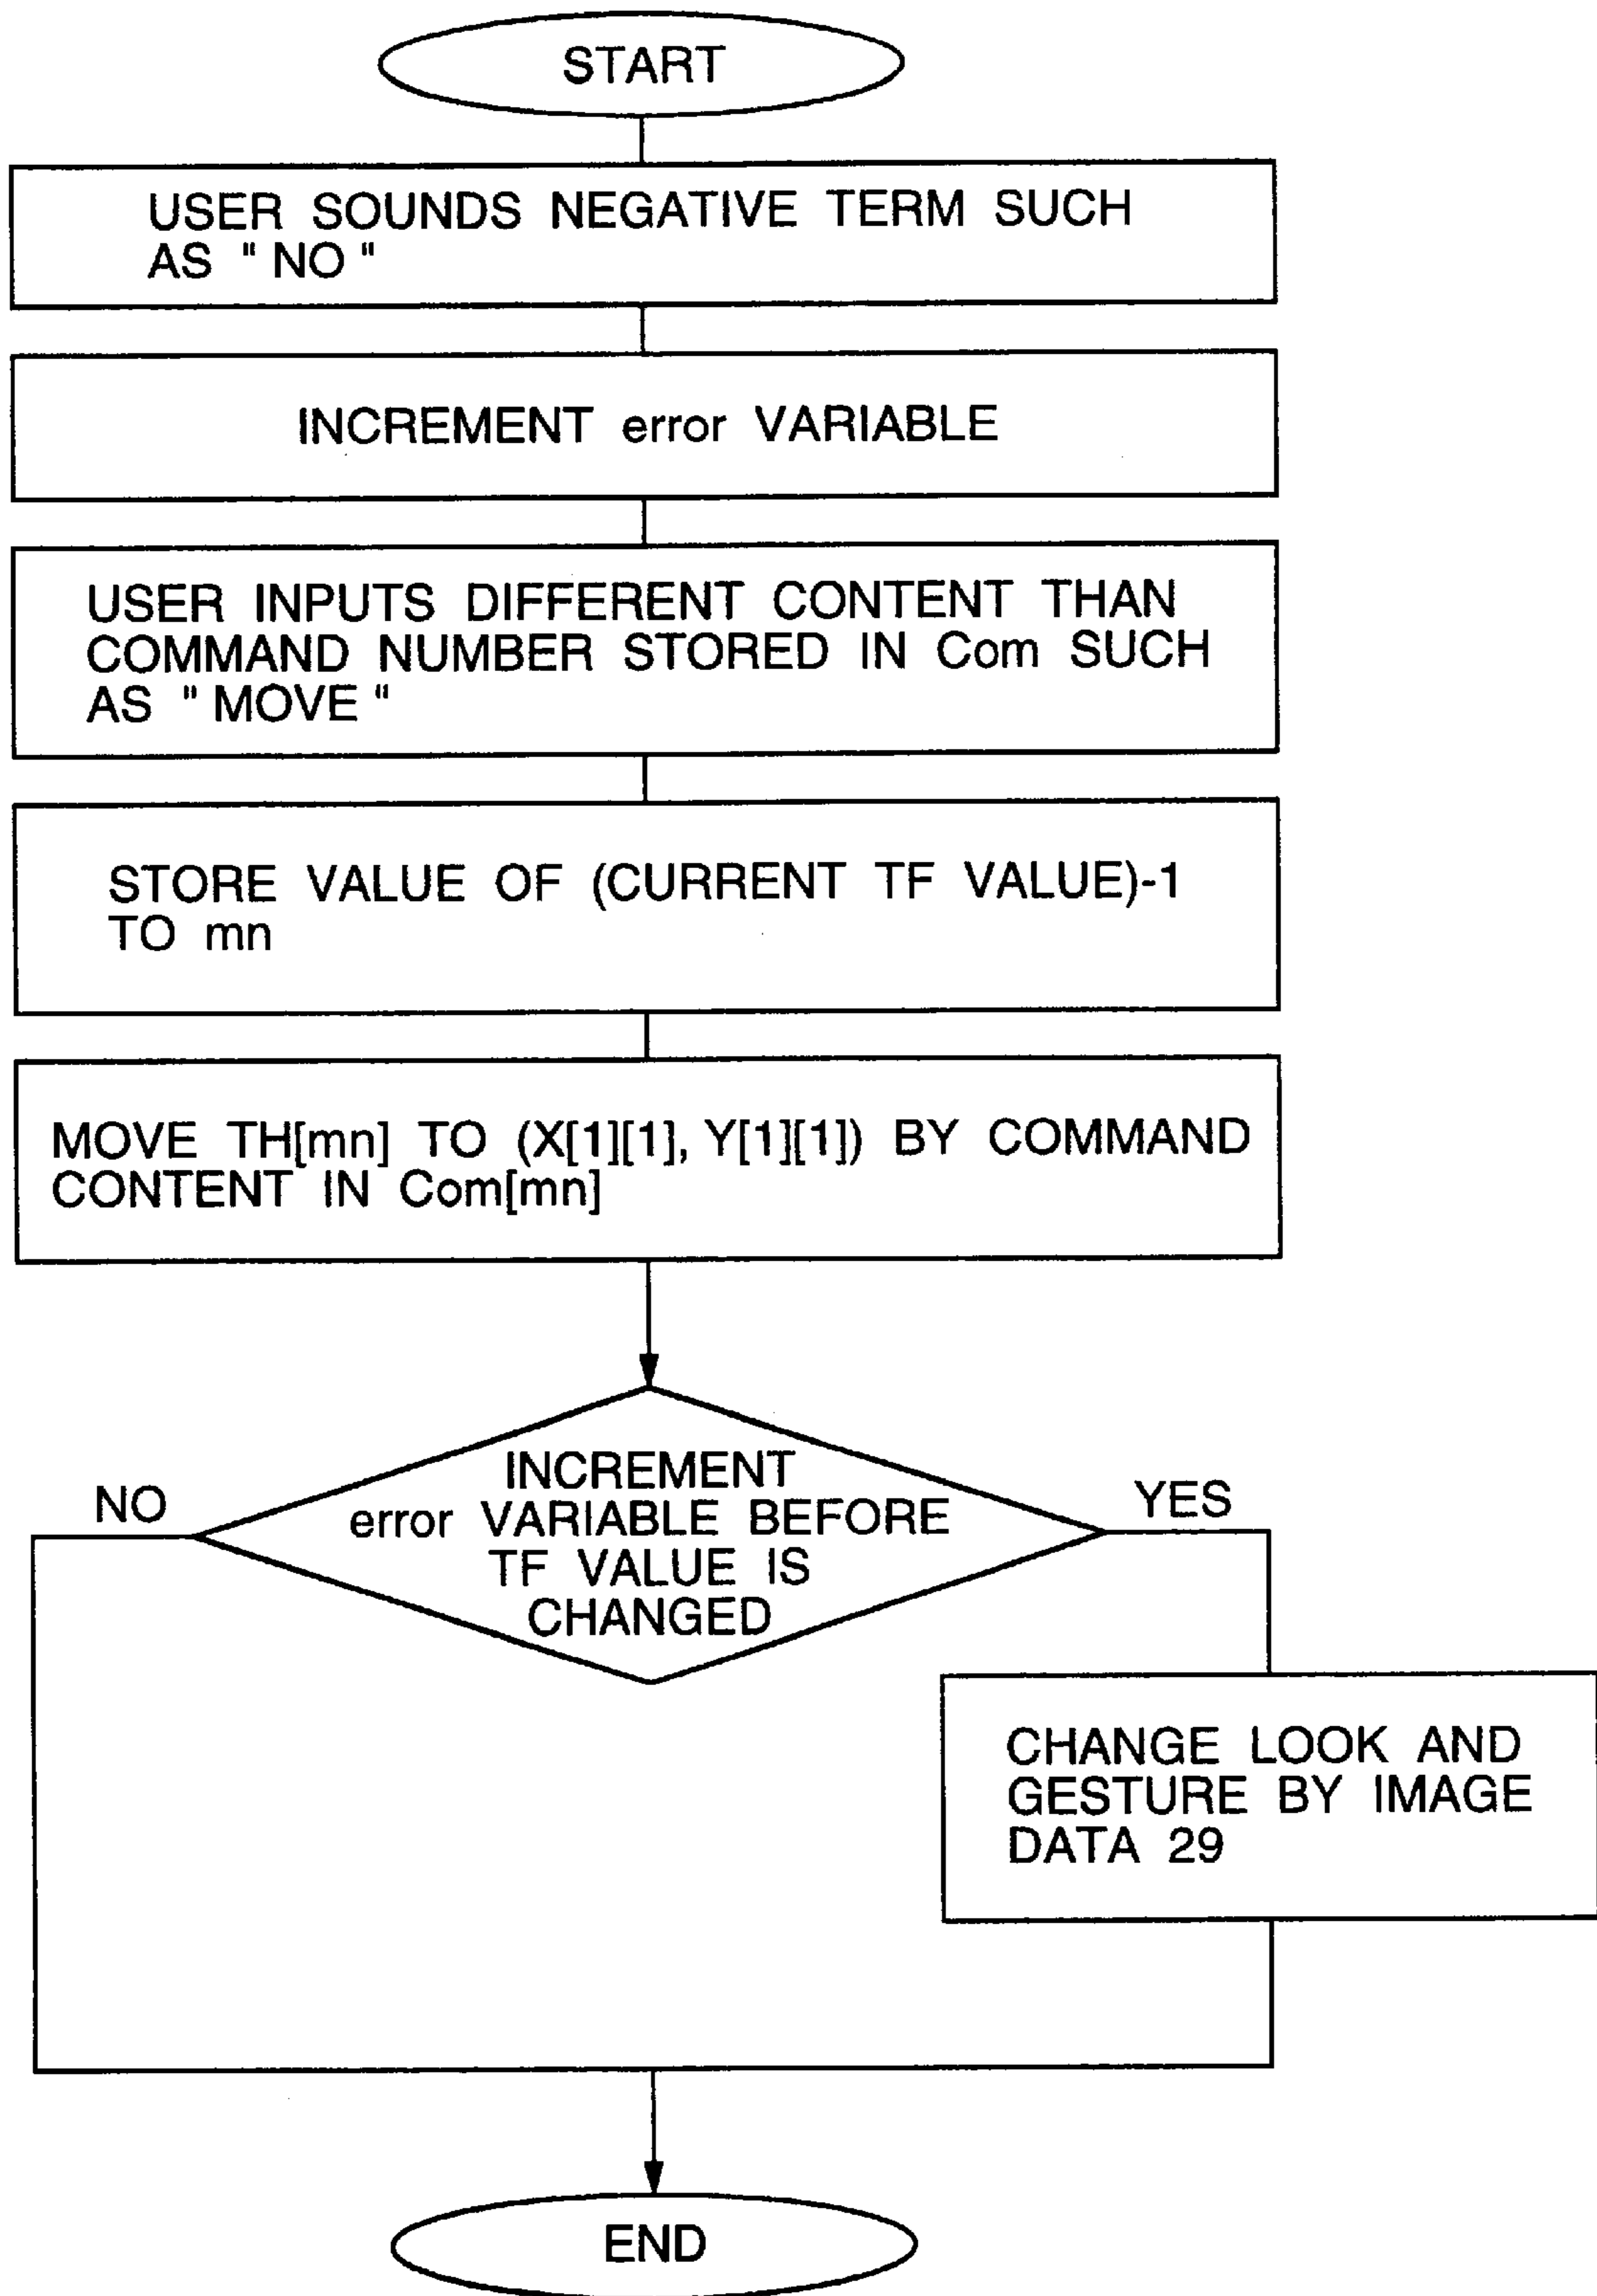 START
USER SOUNDS NEGATIVE TERM SUCH
AS "NO"
INCREMENT error VARIABLE
USER INPUTS DIFFERENT CONTENT THAN
COMMAND NUMBER STORED IN Com SUCH
AS "MOVE"
STORE VALUE OF (CURRENT TF VALUE)-1
TO mn
MOVE TH[mn] TO (X[1][1], Y[1][1]) BY COMMAND
CONTENT IN Com[mn]
INCREMENT
error VARIABLE BEFORE
TF VALUE IS
CHANGED
NO
YES
CHANGE LOOK AND
GESTURE BY IMAGE
DATA 29
END